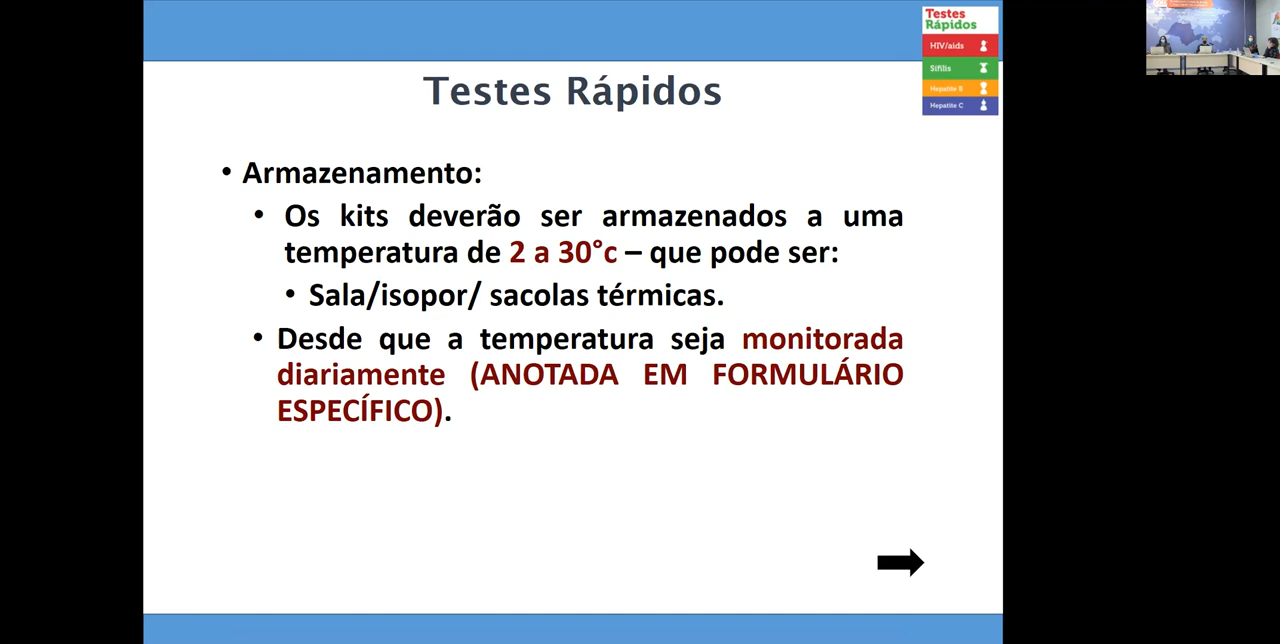 Testes
Rápidos
HIV/aids
Sífilis
Hepatite B
Hepatite C
Testes Rápidos
• Armazenamento:
• Os kits deverão ser armazenados a uma
temperatura de 2 a 30°c – que pode ser:
• Sala/isopor/ sacolas térmicas.
• Desde que a temperatura seja monitorada
diariamente (ANOTADA EM FORMULÁRIO
ESPECÍFICO).